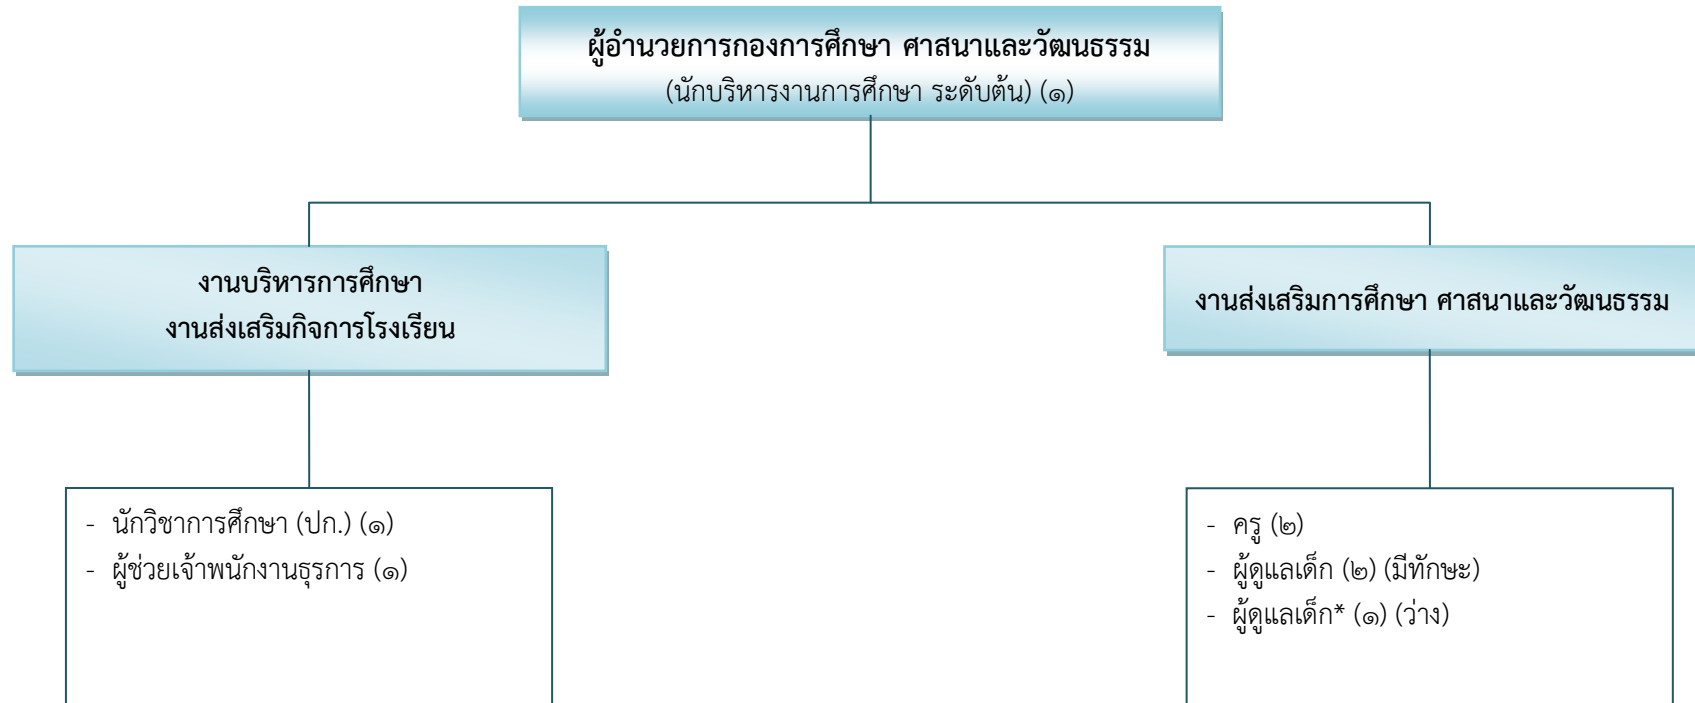 ผู้อำนวยการกองการศึกษา ศาสนาและวัฒนธรรม
(นักบริหารงานการศึกษา ระดับต้น) (๑)
งานบริหารการศึกษา
งานส่งเสริมกิจการโรงเรียน
งานส่งเสริมการศึกษา ศาสนาและวัฒนธรรม
- นักวิชาการศึกษา (ปก.) (๑)
- ผู้ช่วยเจ้าพนักงานธุรการ (๑)
- ครู (๒)
- ผู้ดูแลเด็ก (๒) (มีทักษะ)
- ผู้ดูแลเด็ก* (๑) (ว่าง)